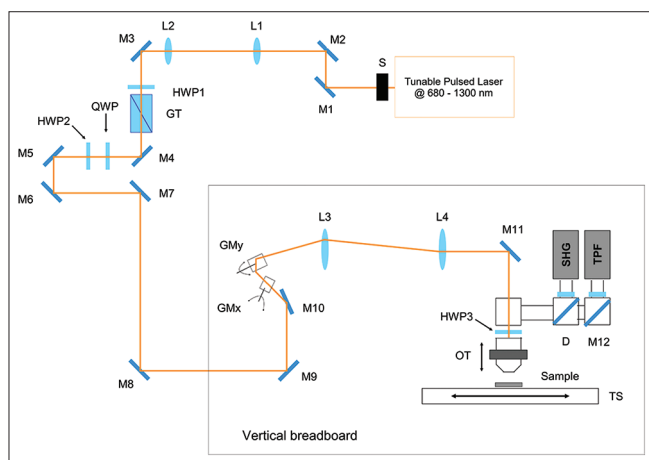 M3
L2
L1
M2
S
Tunable Pulsed Laser
@ 680 - 1300 nm
M1
HWP1
GT
QWP
HWP2
M5
M4
M6
M7
L3
L4
M11
GMy
GMx
M10
SHG
TPF
HWP3
D
M12
OT
M8
M9
Sample
TS
Vertical breadboard